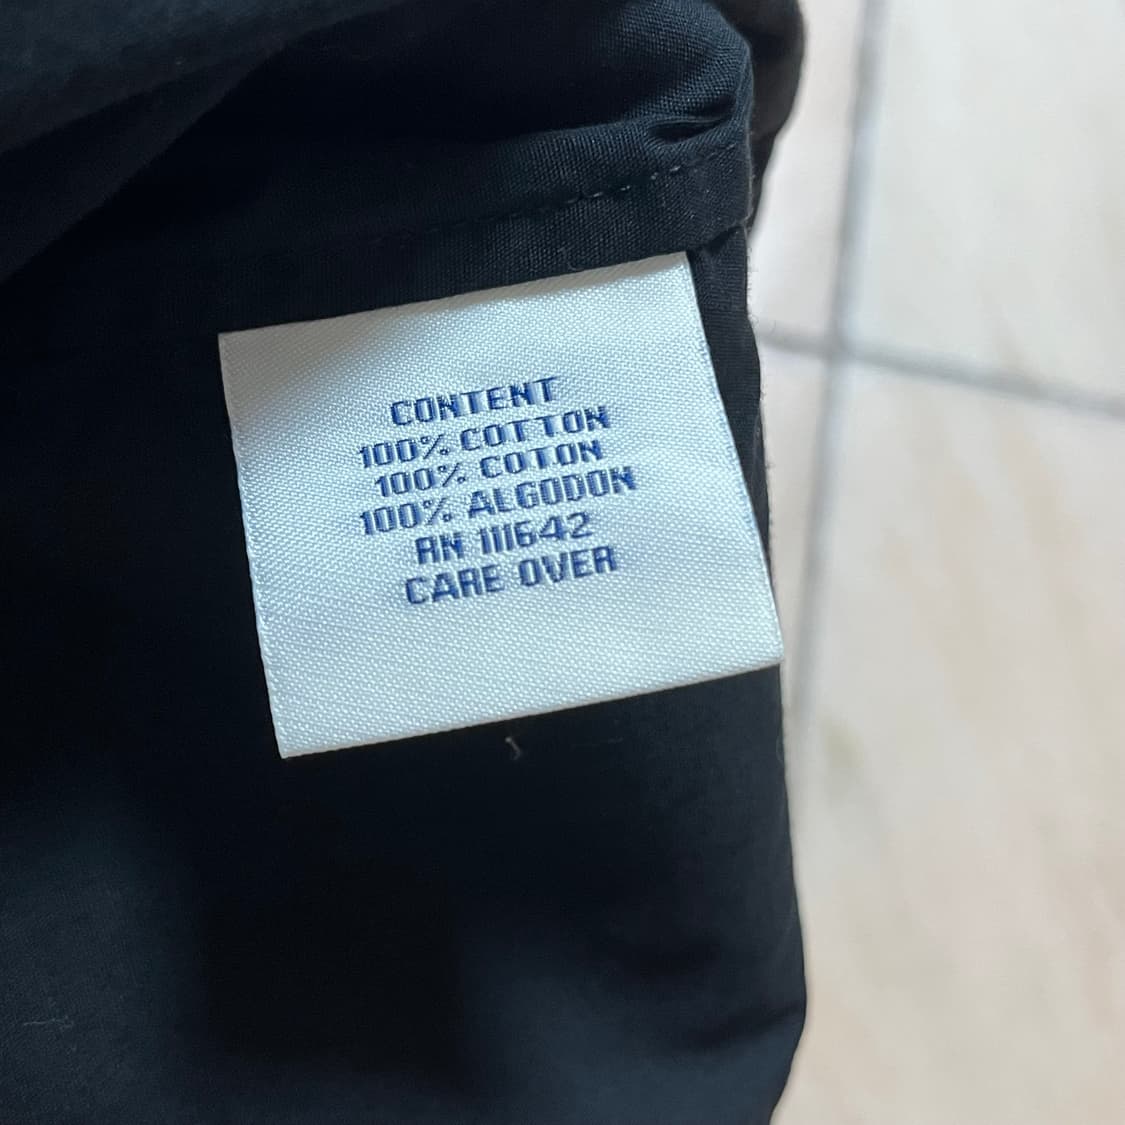 CONTENT
100% COTTON
100% COTON
100% ALGODON
RN 111642
CARE OVER